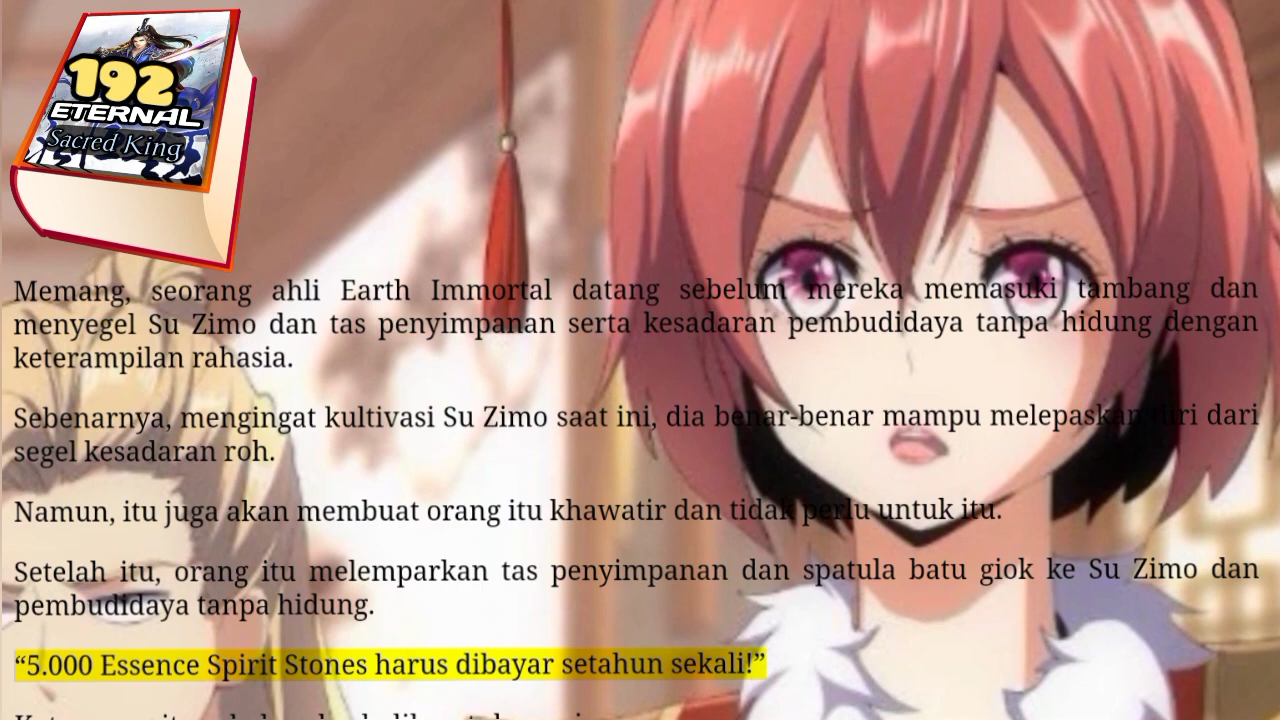 192
ETERNAL
Sacred King
Memang, seorang ahli Earth Immortal datang sebelum mereka memasuki tambang dan
menyegel Su Zimo dan tas penyimpanan serta kesadaran pembudidaya tanpa hidung dengan
keterampilan rahasia.
Sebenarnya, mengingat kultivasi Su Zimo saat ini, dia benar-benar mampu melepaskan diri dari
segel kesadaran roh.
Namun, itu juga akan membuat orang itu khawatir dan tidak perlu untuk itu.
Setelah itu, orang itu melemparkan tas penyimpanan dan spatula batu giok ke Su Zimo dan
pembudidaya tanpa hidung.
“5.000 Essence Spirit Stones harus dibayar setahun sekali!”